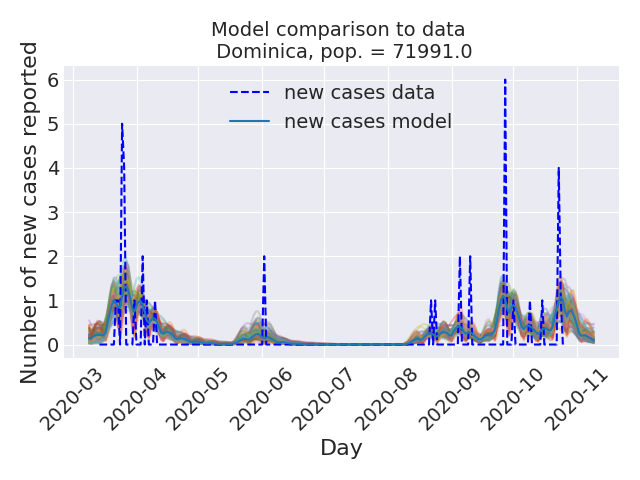 Model comparison to data
Dominica, pop. = 71991.0
Number of new cases reported
6
5
4
3
2
1
0
new cases data
new cases model
2020-03
2020-04
2020-05
2020-06
2020-07
2020-08
2020-09
2020-10
2020-11
Day